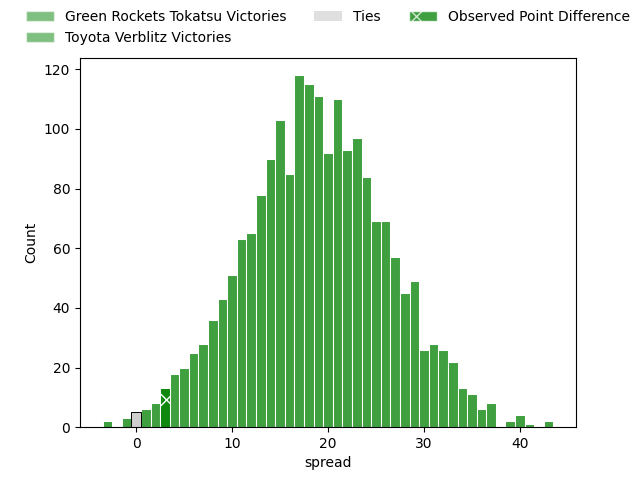 Green Rockets Tokatsu Victories
Toyota Verblitz Victories
Ties
Observed Point Difference
120
100
80
60
40
20
0
Count
0 10 20 30 40
spread